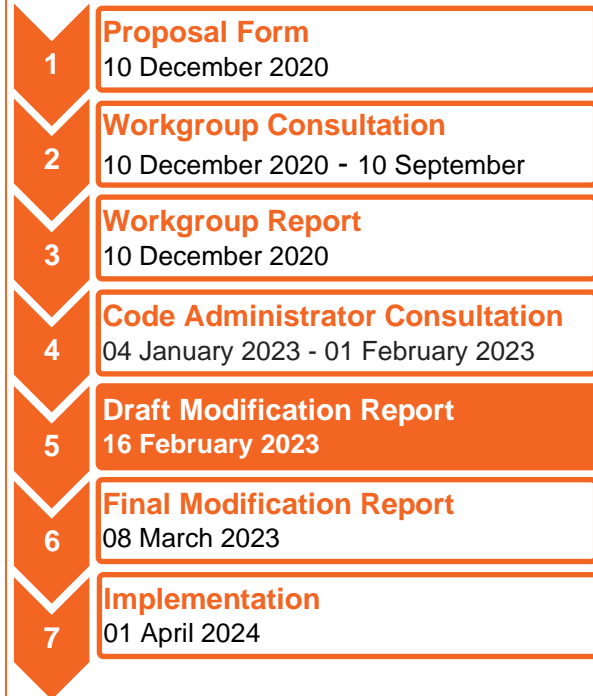 1
Proposal Form
10 December 2020
2
Workgroup Consultation
10 December 2020 - 10 September
3
Workgroup Report
10 December 2020
4
Code Administrator Consultation
04 January 2023 - 01 February 2023
5
Draft Modification Report
16 February 2023
6
Final Modification Report
08 March 2023
7
Implementation
01 April 2024